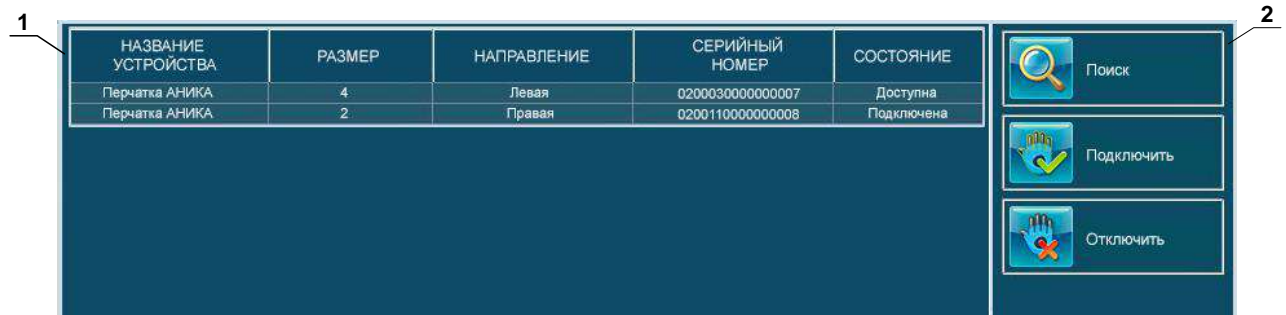 1
2
НАЗВАНИЕ УСТРОЙСТВА РАЗМЕР НАПРАВЛЕНИЕ СЕРИЙНЫЙ НОМЕР СОСТОЯНИЕ
Перчатка АНИКА 4 Левая 0200030000000007 Доступна
Перчатка АНИКА 2 Правая 0200110000000008 Подключена
Поиск
Подключить
Отключить